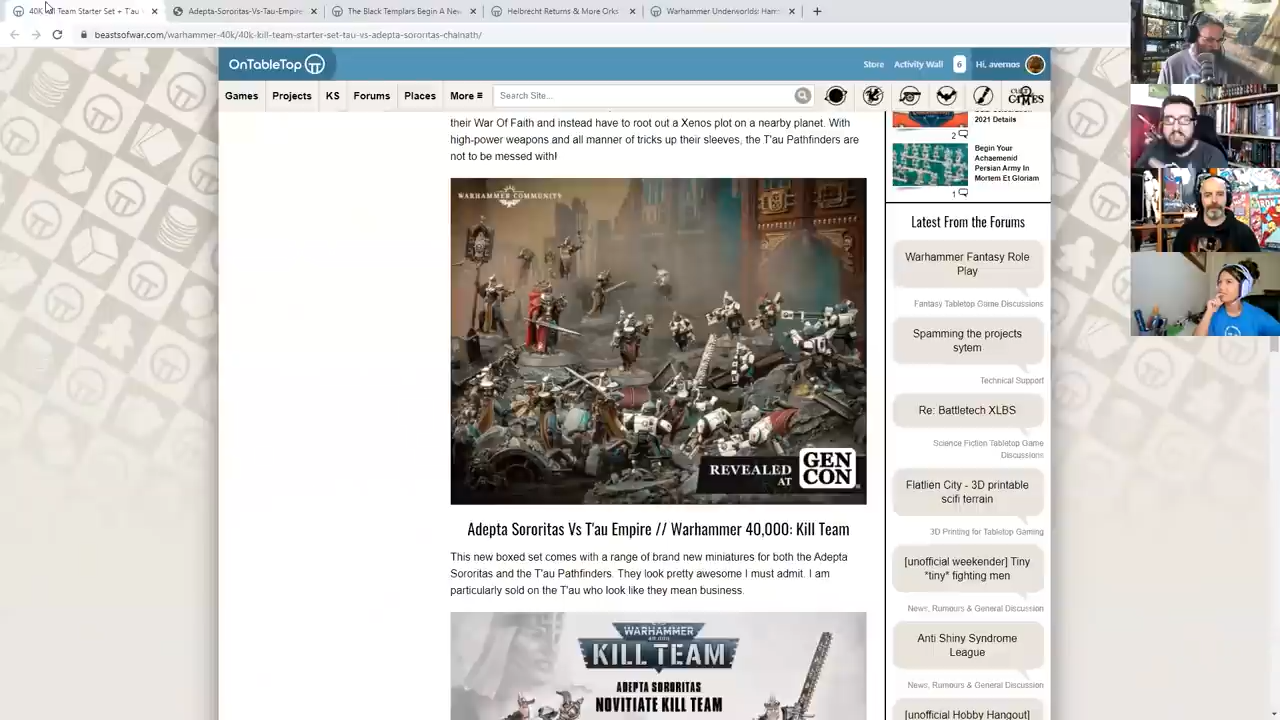 40K Kill Team Starter Set + T'au
Adepta-Sororitas-Vs-Tau-Empire
The Black Templars Begin A New
Helbrecht Returns & More Orks
Warhammer Underworlds: Harr
beastsofwar.com/warhammer-40k/40k-kill-team-starter-set-tau-vs-adepta-sororitas-chalnath/
OnTableTop
Store
Activity Wall
6
Hi, avernos
Games
Projects
KS
Forums
Places
More ≡
Search Site...
GAMES
their War Of Faith and instead have to root out a Xenos plot on a nearby planet. With
high-power weapons and all manner of tricks up their sleeves, the T'au Pathfinders are
not to be messed with!
WARHAMMER COMMUNITY
REVEALED
AT
GEN
CON
Adepta Sororitas Vs T'au Empire // Warhammer 40,000: Kill Team
This new boxed set comes with a range of brand new miniatures for both the Adepta
Sororitas and the T'au Pathfinders. They look pretty awesome I must admit. I am
particularly sold on the T'au who look like they mean business.
WARHAMMER
40,000
KILL TEAM
ADEPTA SORORITAS
NOVITIATE KILL TEAM
2021 Details
2
Begin Your
Achaemenid
Persian Army In
Mortem Et Gloriam
1
Latest From the Forums
Warhammer Fantasy Role
Play
Fantasy Tabletop Game Discussions
Spamming the projects
sytem
Technical Support
Re: Battletech XLBS
Science Fiction Tabletop Game
Discussions
Flatlien City - 3D printable
scifi terrain
3D Printing for Tabletop Gaming
[unofficial weekender] Tiny
*tiny* fighting men
News, Rumours & General Discussion
Anti Shiny Syndrome
League
News, Rumours & General Discussion
[unofficial Hobby Hangout]